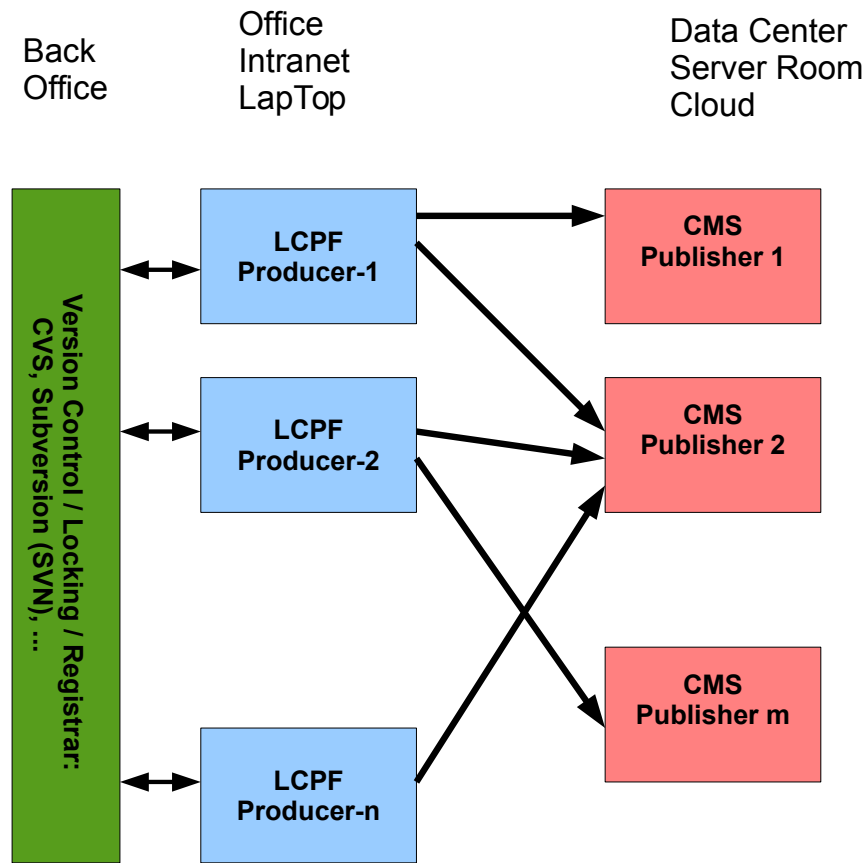 Back
Office
Office
Intranet
LapTop
Data Center
Server Room
Cloud
Version Control / Locking / Registrar:
CVS, Subversion (SVN), ...
LCPF
Producer-1
LCPF
Producer-2
LCPF
Producer-n
CMS
Publisher 1
CMS
Publisher 2
CMS
Publisher m